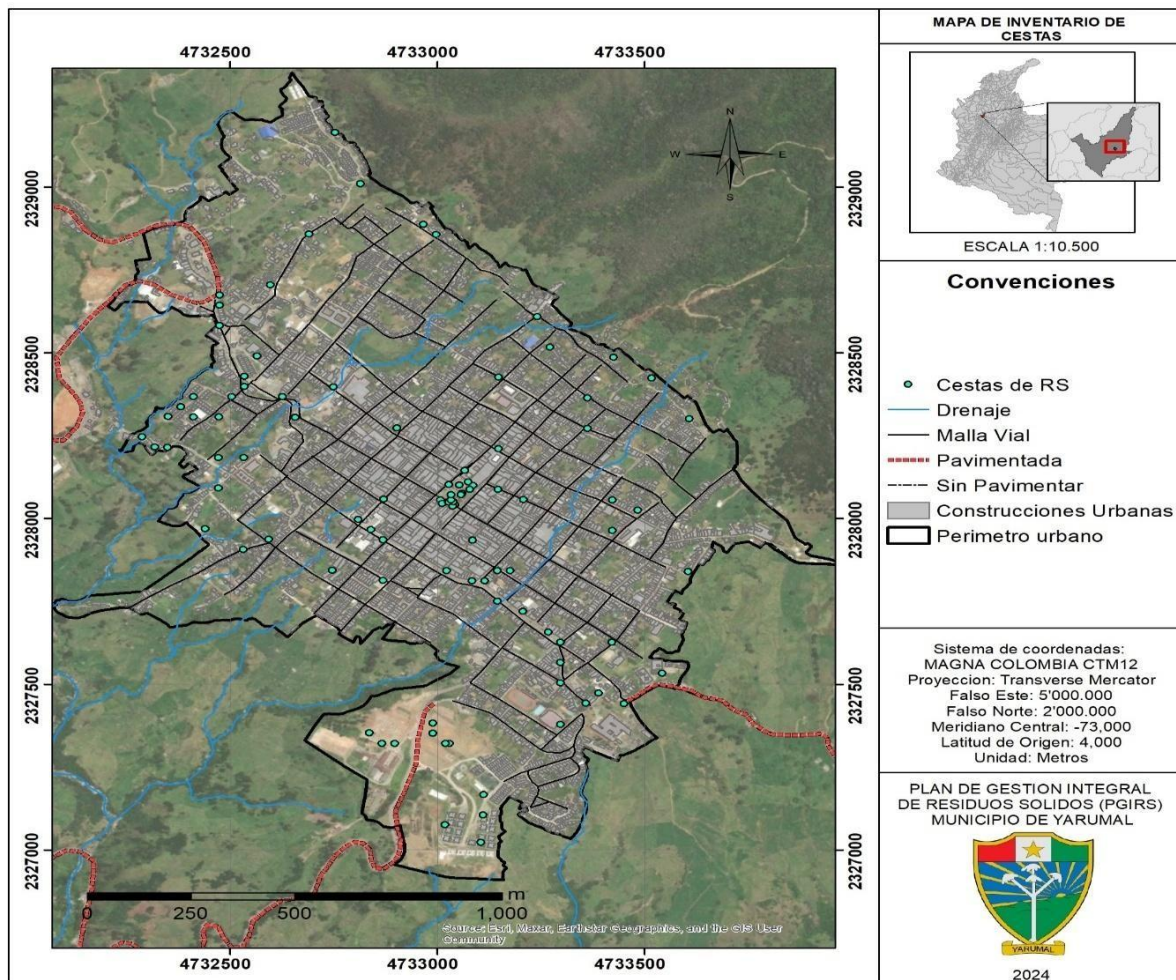 MAPA DE INVENTARIO DE
CESTAS
4732500 4733000 4733500
N
W E
S
ESCALA 1:10.500
2329000 2329000
Convenciones
2328500 2328500
Cestas de RS
Drenaje
Malla Vial
Pavimentada
Sin Pavimentar
Construcciones Urbanas
Perimetro urbano
2328000 2328000
2327500 2327500
Sistema de coordenadas:
MAGNA COLOMBIA CTM12
Proyeccion: Transverse Mercator
Falso Este: 5'000.000
Falso Norte: 2'000.000
Meridiano Central: -73,000
Latitud de Origen: 4,000
Unidad: Metros
PLAN DE GESTION INTEGRAL
DE RESIDUOS SOLIDOS (PGIRS)
MUNICIPIO DE YARUMAL
2327000 2327000
m
0 250 500 1,000
Source: Esri, Maxar, Earthstar Geographics, and the GIS User
Community
YARUMAL
4732500 4733000 4733500
2024